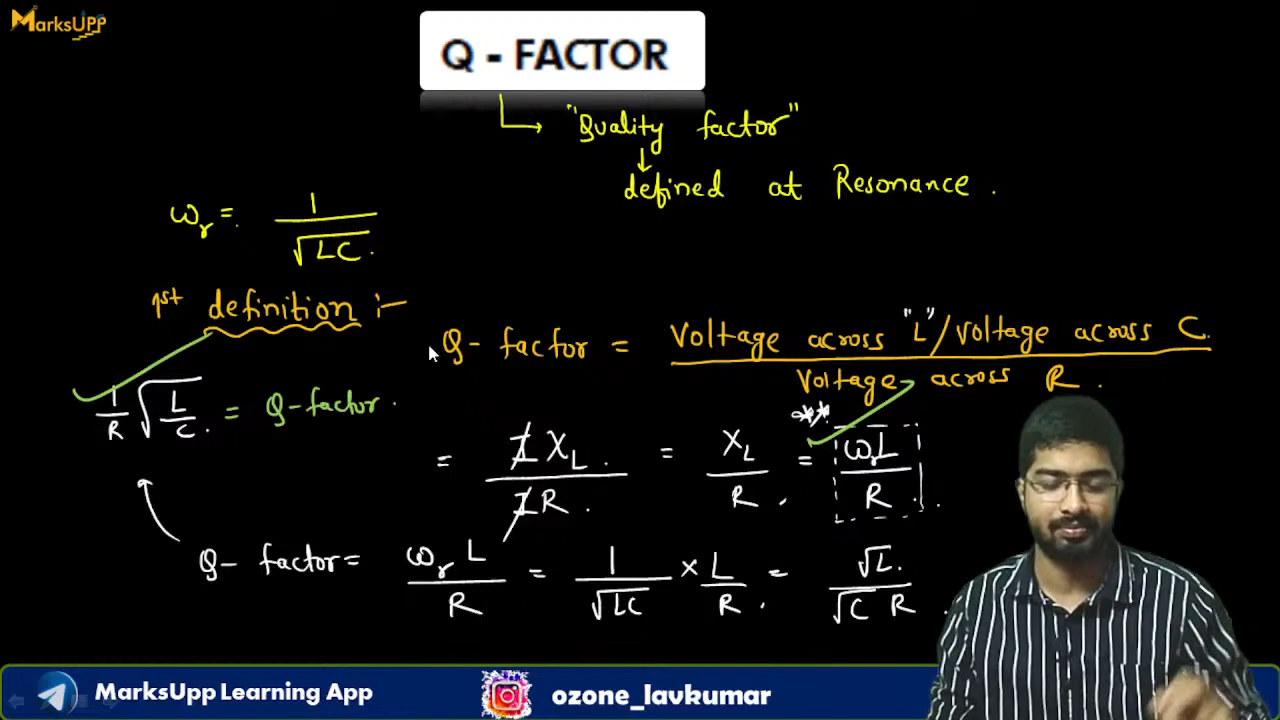 MarksUPP
Q - FACTOR
"Quality factor"
defined at Resonance.
ωr = 1/√LC.
1st definition :-
Q- factor = Voltage across "L"/Voltage across C. / Voltage across R.
1/R √L/C. = Q-factor.
= I XL. / I R. = XL / R. = ** ωrL / R.
Q- factor = ωr L / R = 1/√LC × L/R. = √L. / √C R.
MarksUpp Learning App
ozone_lavkumar